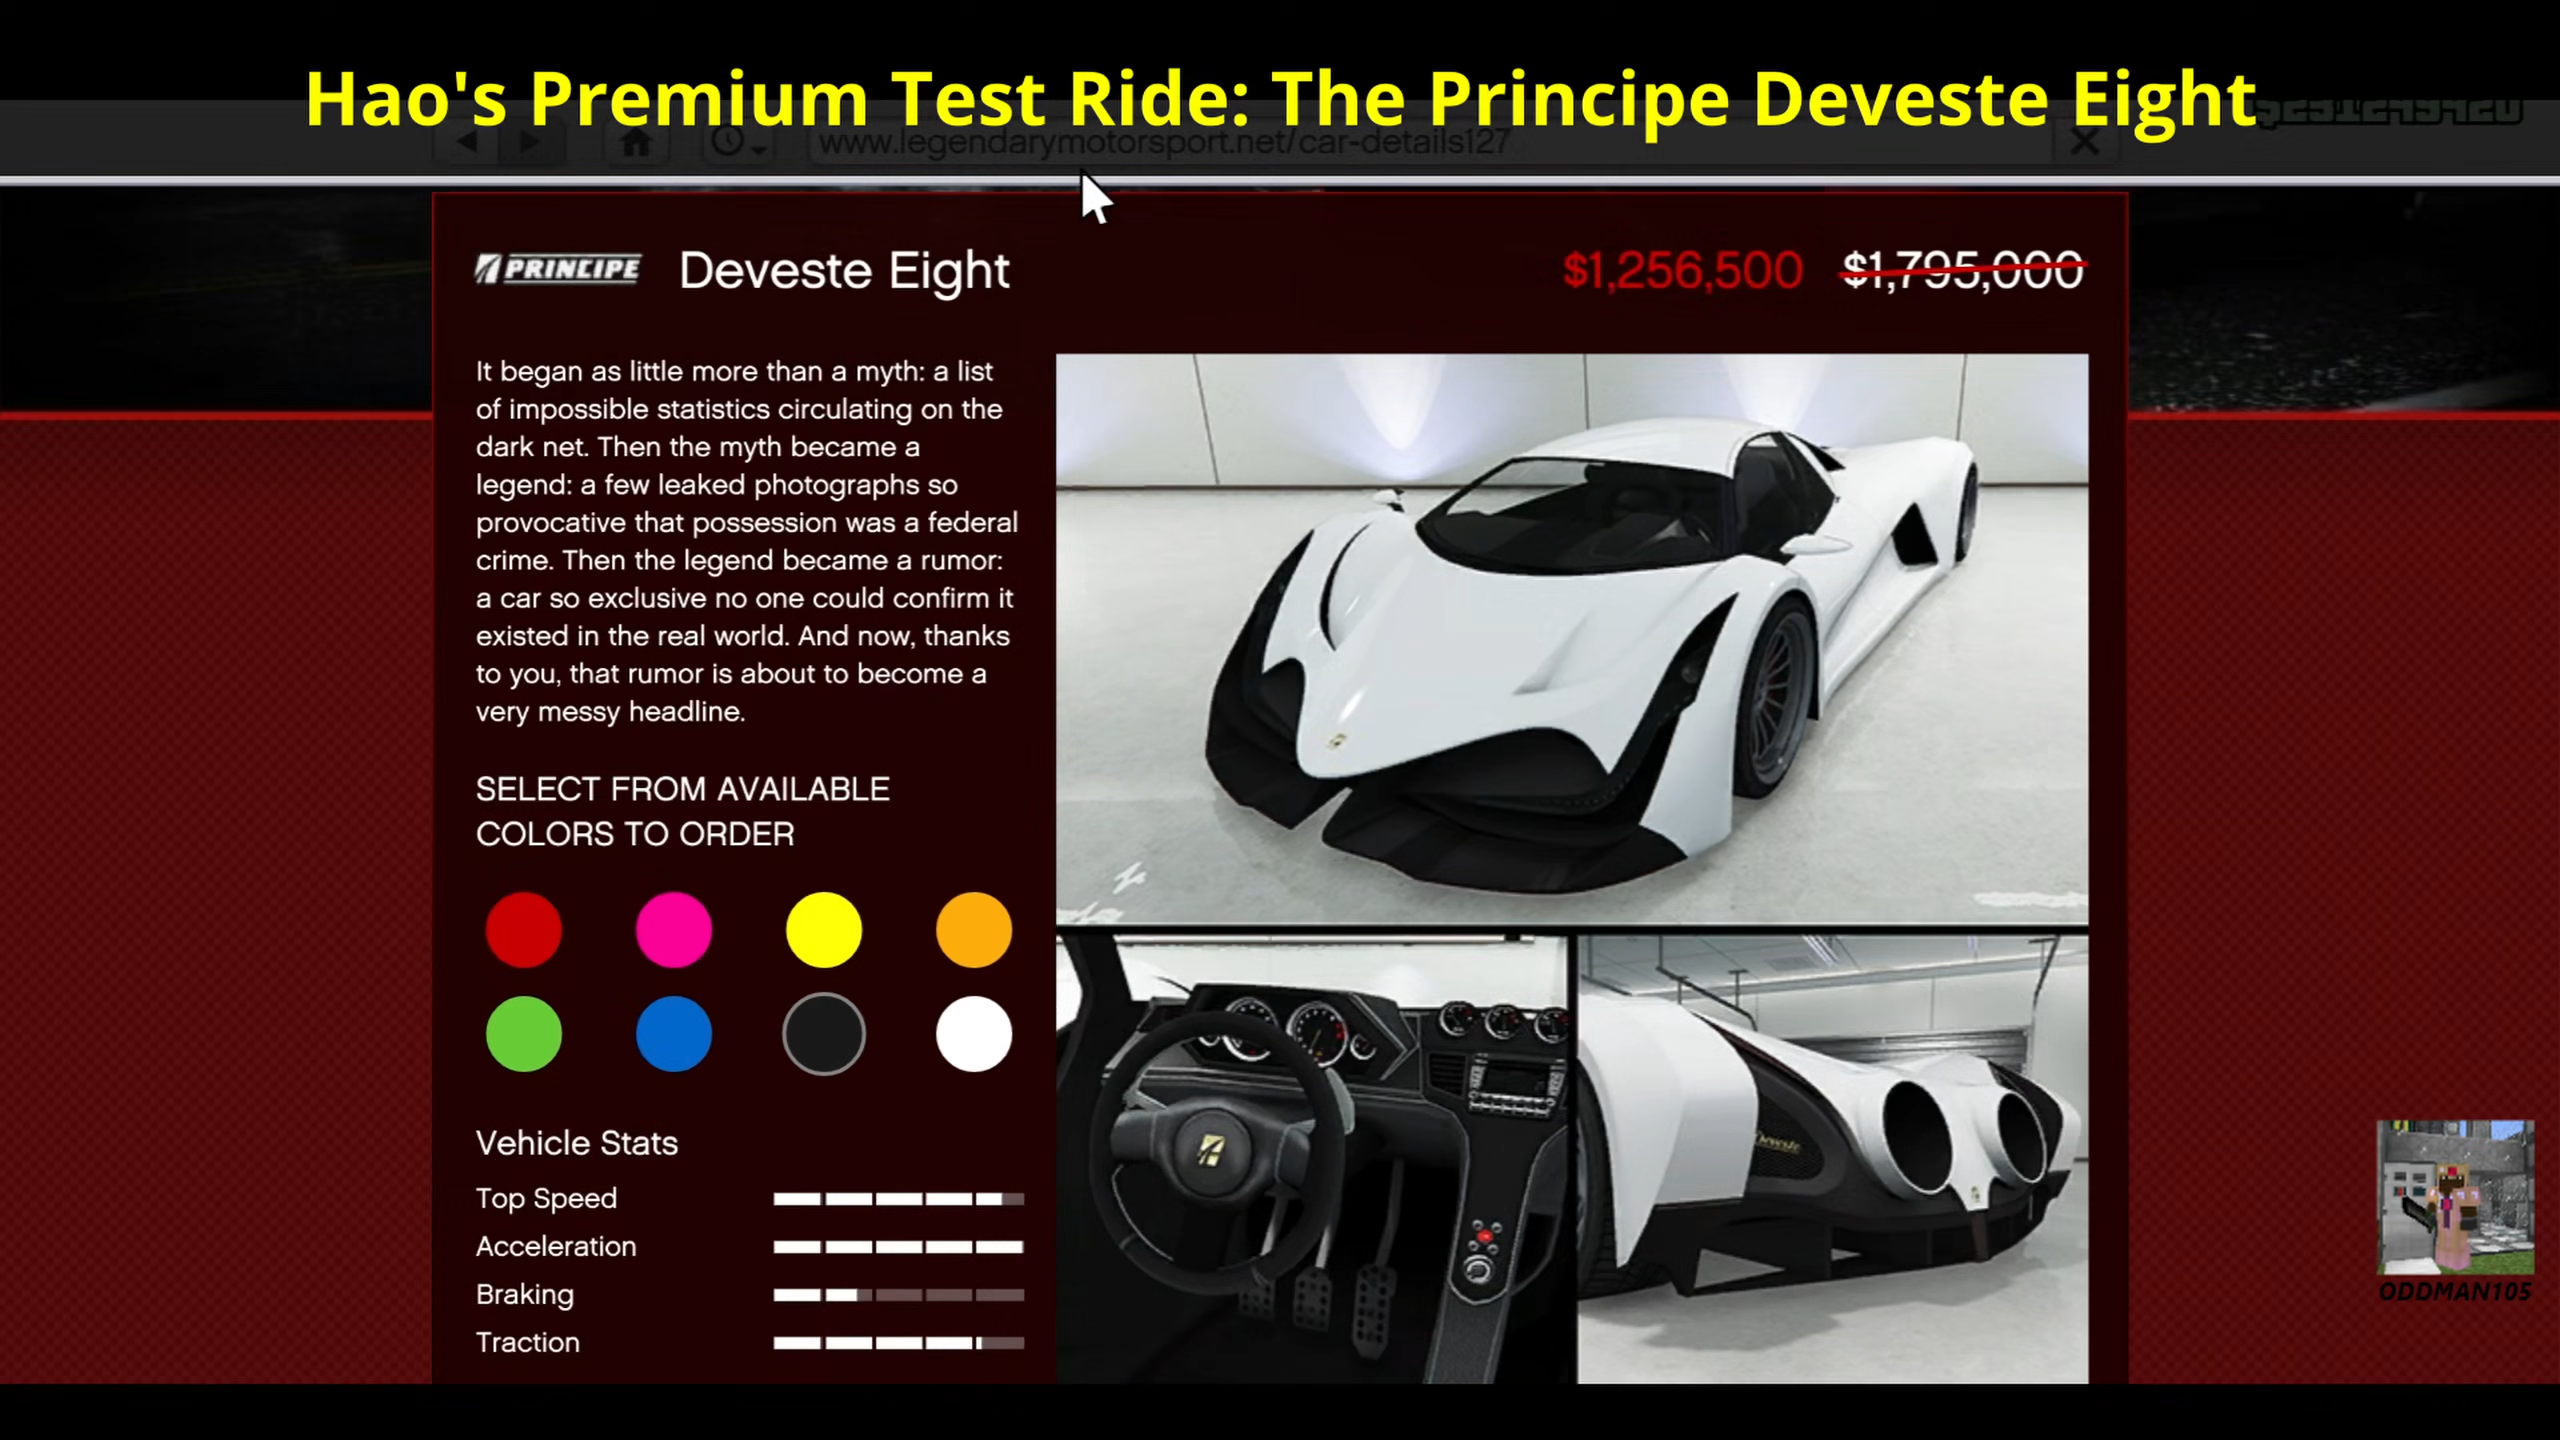 Hao's Premium Test Ride: The Principe Deveste Eight
www.legendarymotorsport.net/car-details127
PRINCIPE
Deveste Eight
$1,256,500 $1,795,000
It began as little more than a myth: a list
of impossible statistics circulating on the
dark net. Then the myth became a
legend: a few leaked photographs so
provocative that possession was a federal
crime. Then the legend became a rumor:
a car so exclusive no one could confirm it
existed in the real world. And now, thanks
to you, that rumor is about to become a
very messy headline.
SELECT FROM AVAILABLE
COLORS TO ORDER
Vehicle Stats
Top Speed
Acceleration
Braking
Traction
Deveste
ODDMAN105